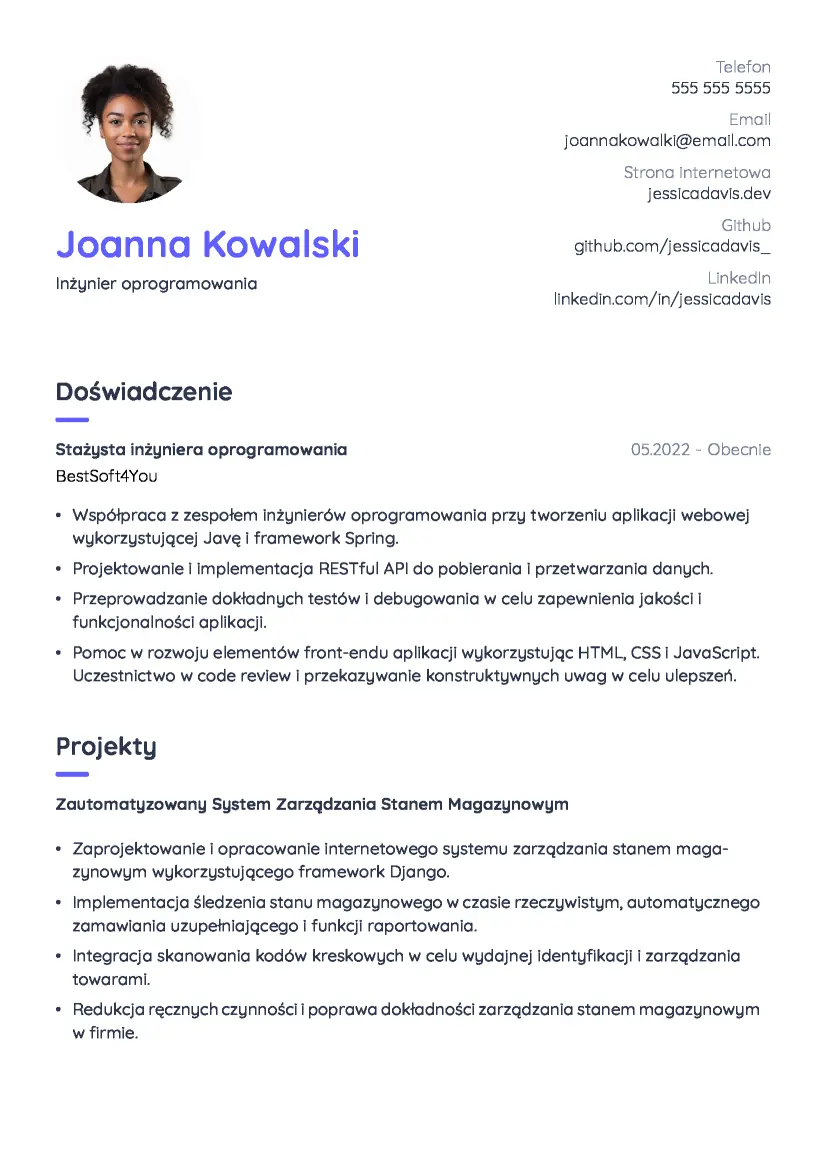 Telefon
555 555 5555
Email
joannakowalki@email.com
Strona internetowa
jessicadavis.dev
Github
github.com/jessicadavis_
LinkedIn
linkedin.com/in/jessicadavis
Joanna Kowalski
Inżynier oprogramowania
Doświadczenie
Stażysta inżyniera oprogramowania 05.2022 - Obecnie
BestSoft4You
• Współpraca z zespołem inżynierów oprogramowania przy tworzeniu aplikacji webowej
wykorzystującej Javę i framework Spring.
• Projektowanie i implementacja RESTful API do pobierania i przetwarzania danych.
• Przeprowadzanie dokładnych testów i debugowania w celu zapewnienia jakości i
funkcjonalności aplikacji.
• Pomoc w rozwoju elementów front-endu aplikacji wykorzystując HTML, CSS i JavaScript.
Uczestnictwo w code review i przekazywanie konstruktywnych uwag w celu ulepszeń.
Projekty
Zautomatyzowany System Zarządzania Stanem Magazynowym
• Zaprojektowanie i opracowanie internetowego systemu zarządzania stanem maga-
zynowym wykorzystującego framework Django.
• Implementacja śledzenia stanu magazynowego w czasie rzeczywistym, automatycznego
zamawiania uzupełniającego i funkcji raportowania.
• Integracja skanowania kodów kreskowych w celu wydajnej identyfikacji i zarządzania
towarami.
• Redukcja ręcznych czynności i poprawa dokładności zarządzania stanem magazynowym
w firmie.